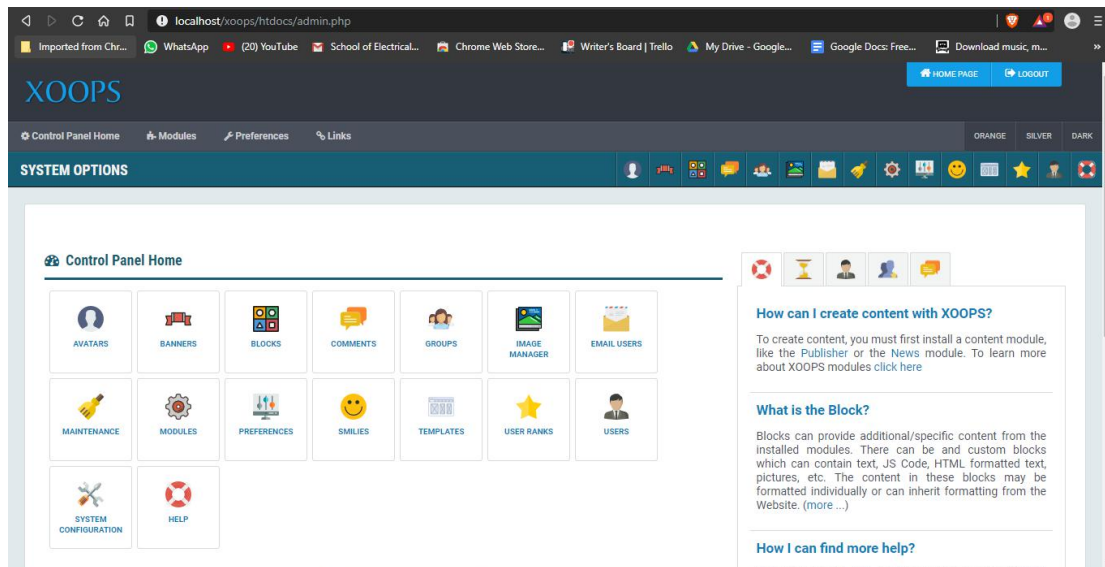 localhost/xoops/htdocs/admin.php
Imported from Chr... WhatsApp (20) YouTube School of Electrical... Chrome Web Store... Writer's Board | Trello My Drive - Google... Google Docs: Free... Download music, m... »
HOME PAGE LOGOUT
XOOPS
Control Panel Home Modules Preferences Links ORANGE SILVER DARK
SYSTEM OPTIONS
Control Panel Home
AVATARS BANNERS BLOCKS COMMENTS GROUPS IMAGE MANAGER EMAIL USERS
MAINTENANCE MODULES PREFERENCES SMILIES TEMPLATES USER RANKS USERS
SYSTEM CONFIGURATION HELP
How can I create content with XOOPS?
To create content, you must first install a content module,
like the Publisher or the News module. To learn more
about XOOPS modules click here
What is the Block?
Blocks can provide additional/specific content from the
installed modules. There can be and custom blocks
which can contain text, JS Code, HTML formatted text,
pictures, etc. The content in these blocks may be
formatted individually or can inherit formatting from the
Website. (more ...)
How I can find more help?